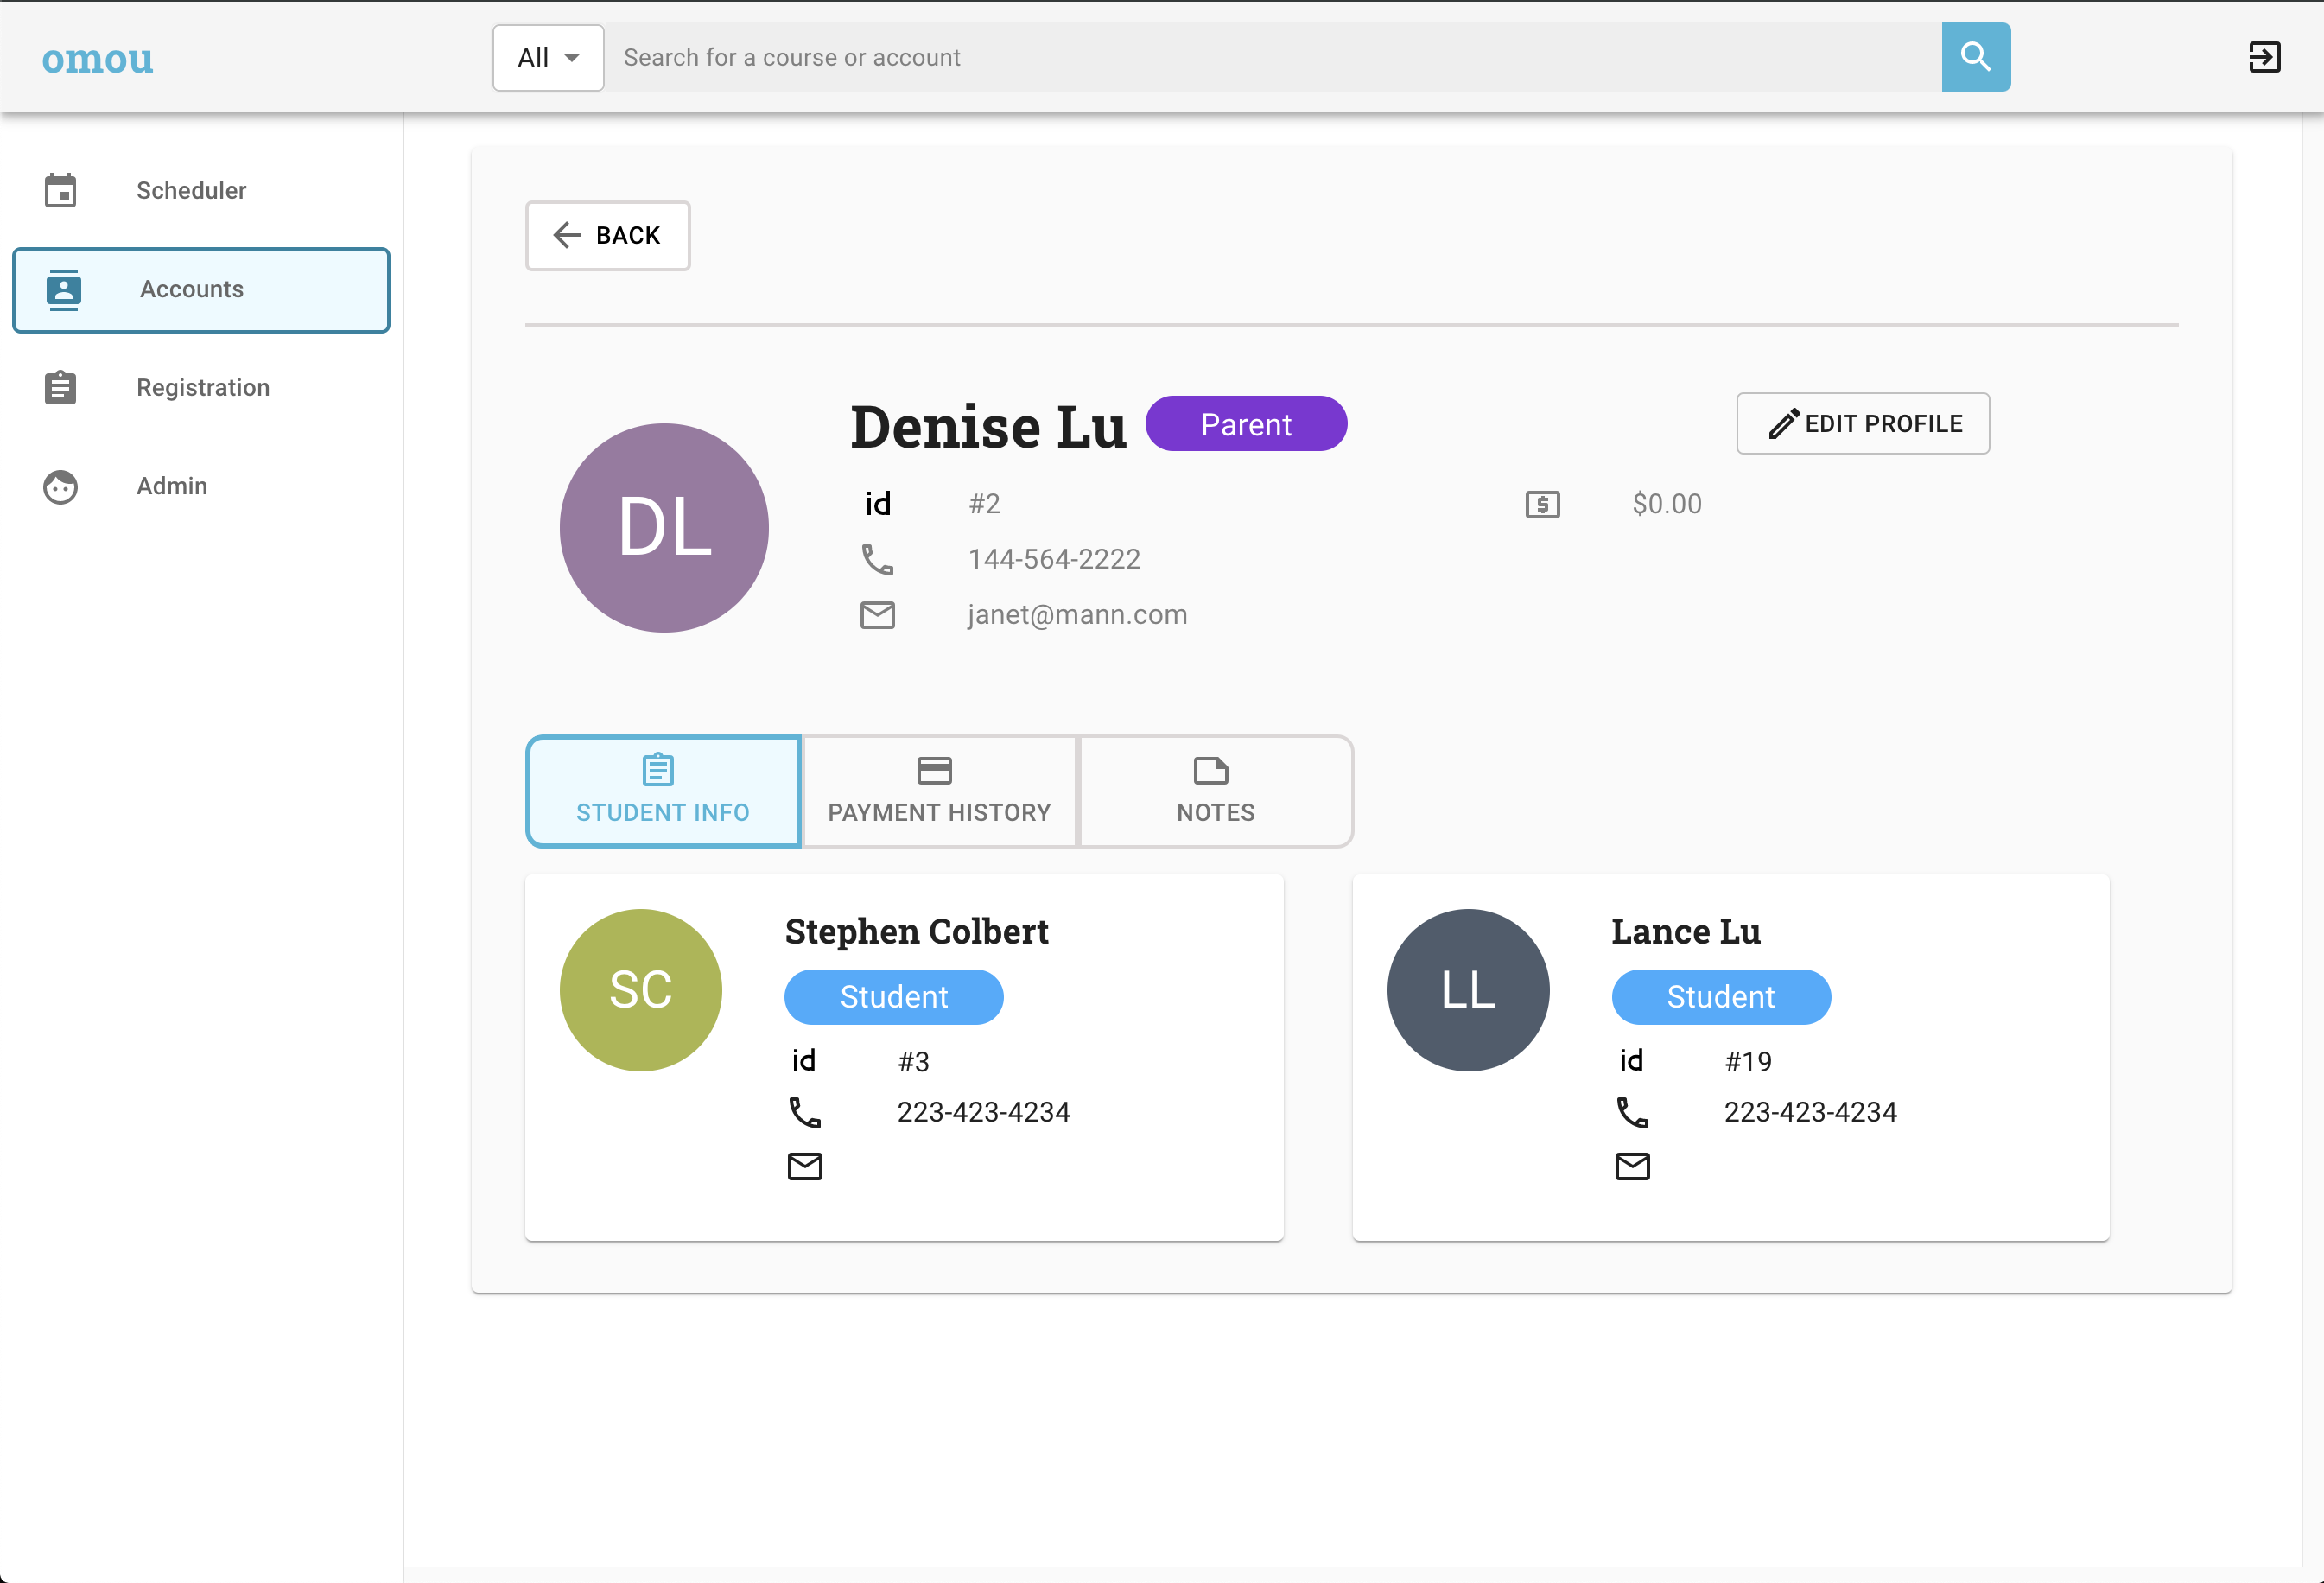 omou
All
Search for a course or account
Scheduler
Accounts
Registration
Admin
BACK
DL
Denise Lu
Parent
EDIT PROFILE
id #2
$0.00
144-564-2222
janet@mann.com
STUDENT INFO
PAYMENT HISTORY
NOTES
SC
Stephen Colbert
Student
id #3
223-423-4234
LL
Lance Lu
Student
id #19
223-423-4234